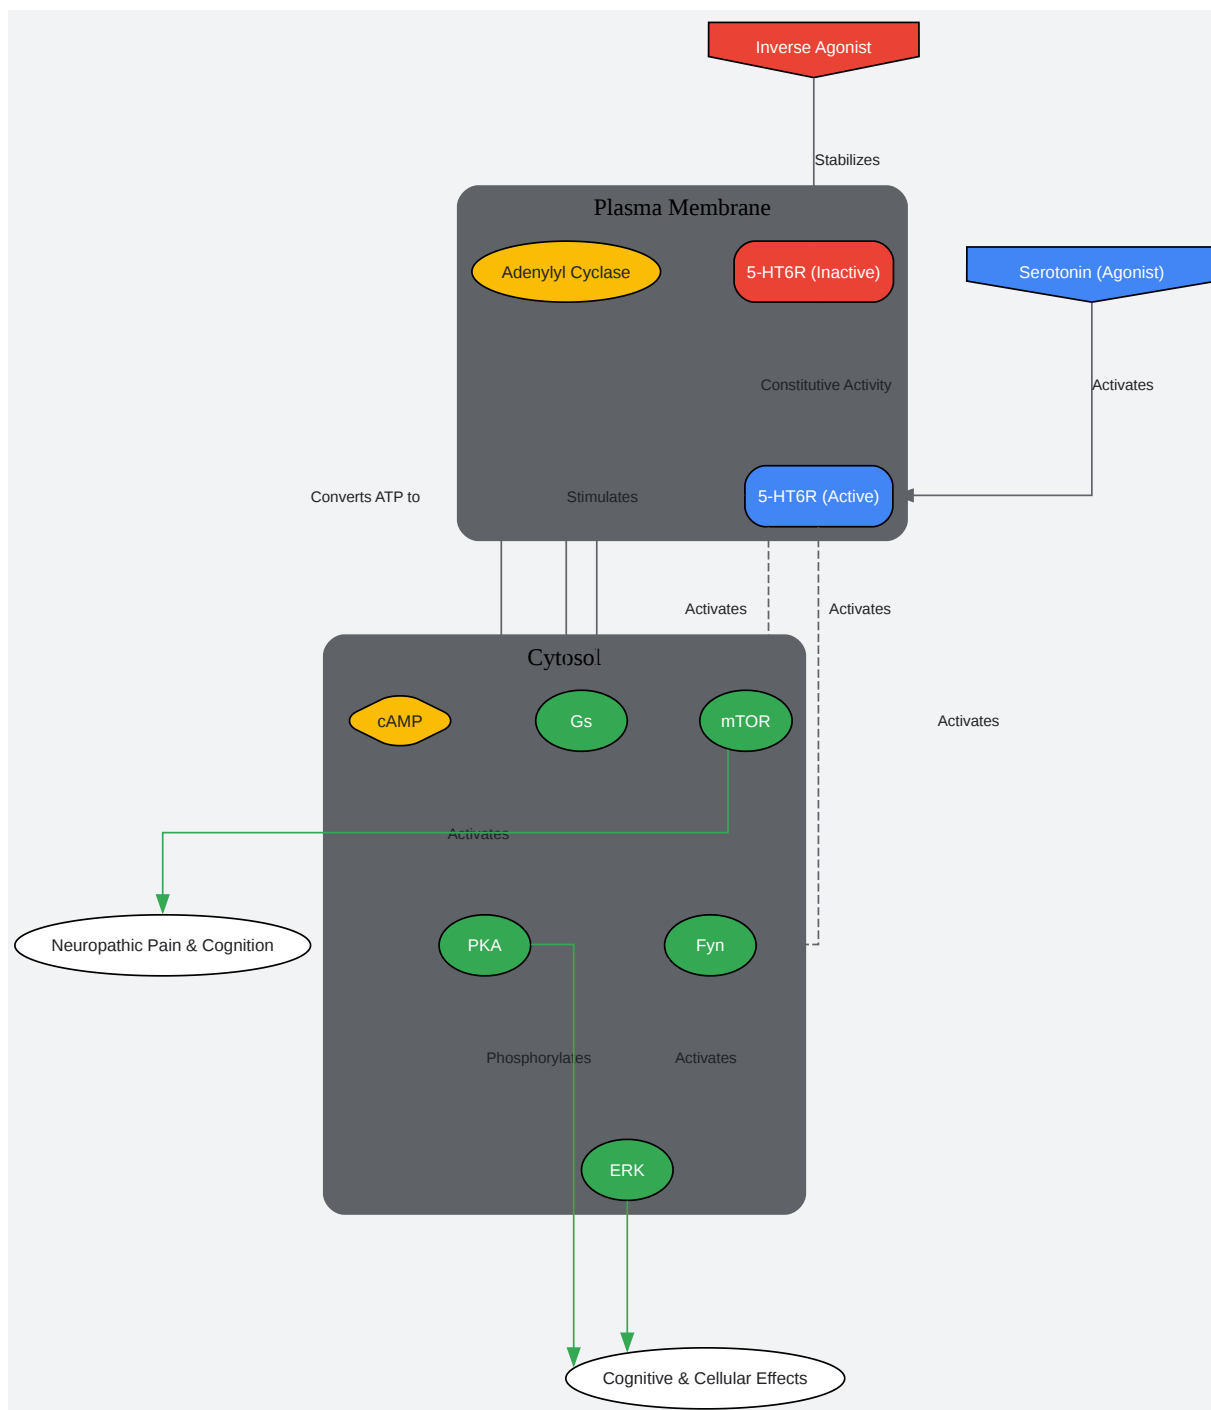 Inverse Agonist
Stabilizes
Plasma Membrane
Adenylyl Cyclase
5-HT6R (Inactive)
Serotonin (Agonist)
Constitutive Activity
Activates
Converts ATP to
Stimulates
5-HT6R (Active)
Activates
Activates
Cytosol
cAMP
Gs
mTOR
Activates
Activates
Neuropathic Pain & Cognition
PKA
Fyn
Phosphorylates
Activates
ERK
Cognitive & Cellular Effects